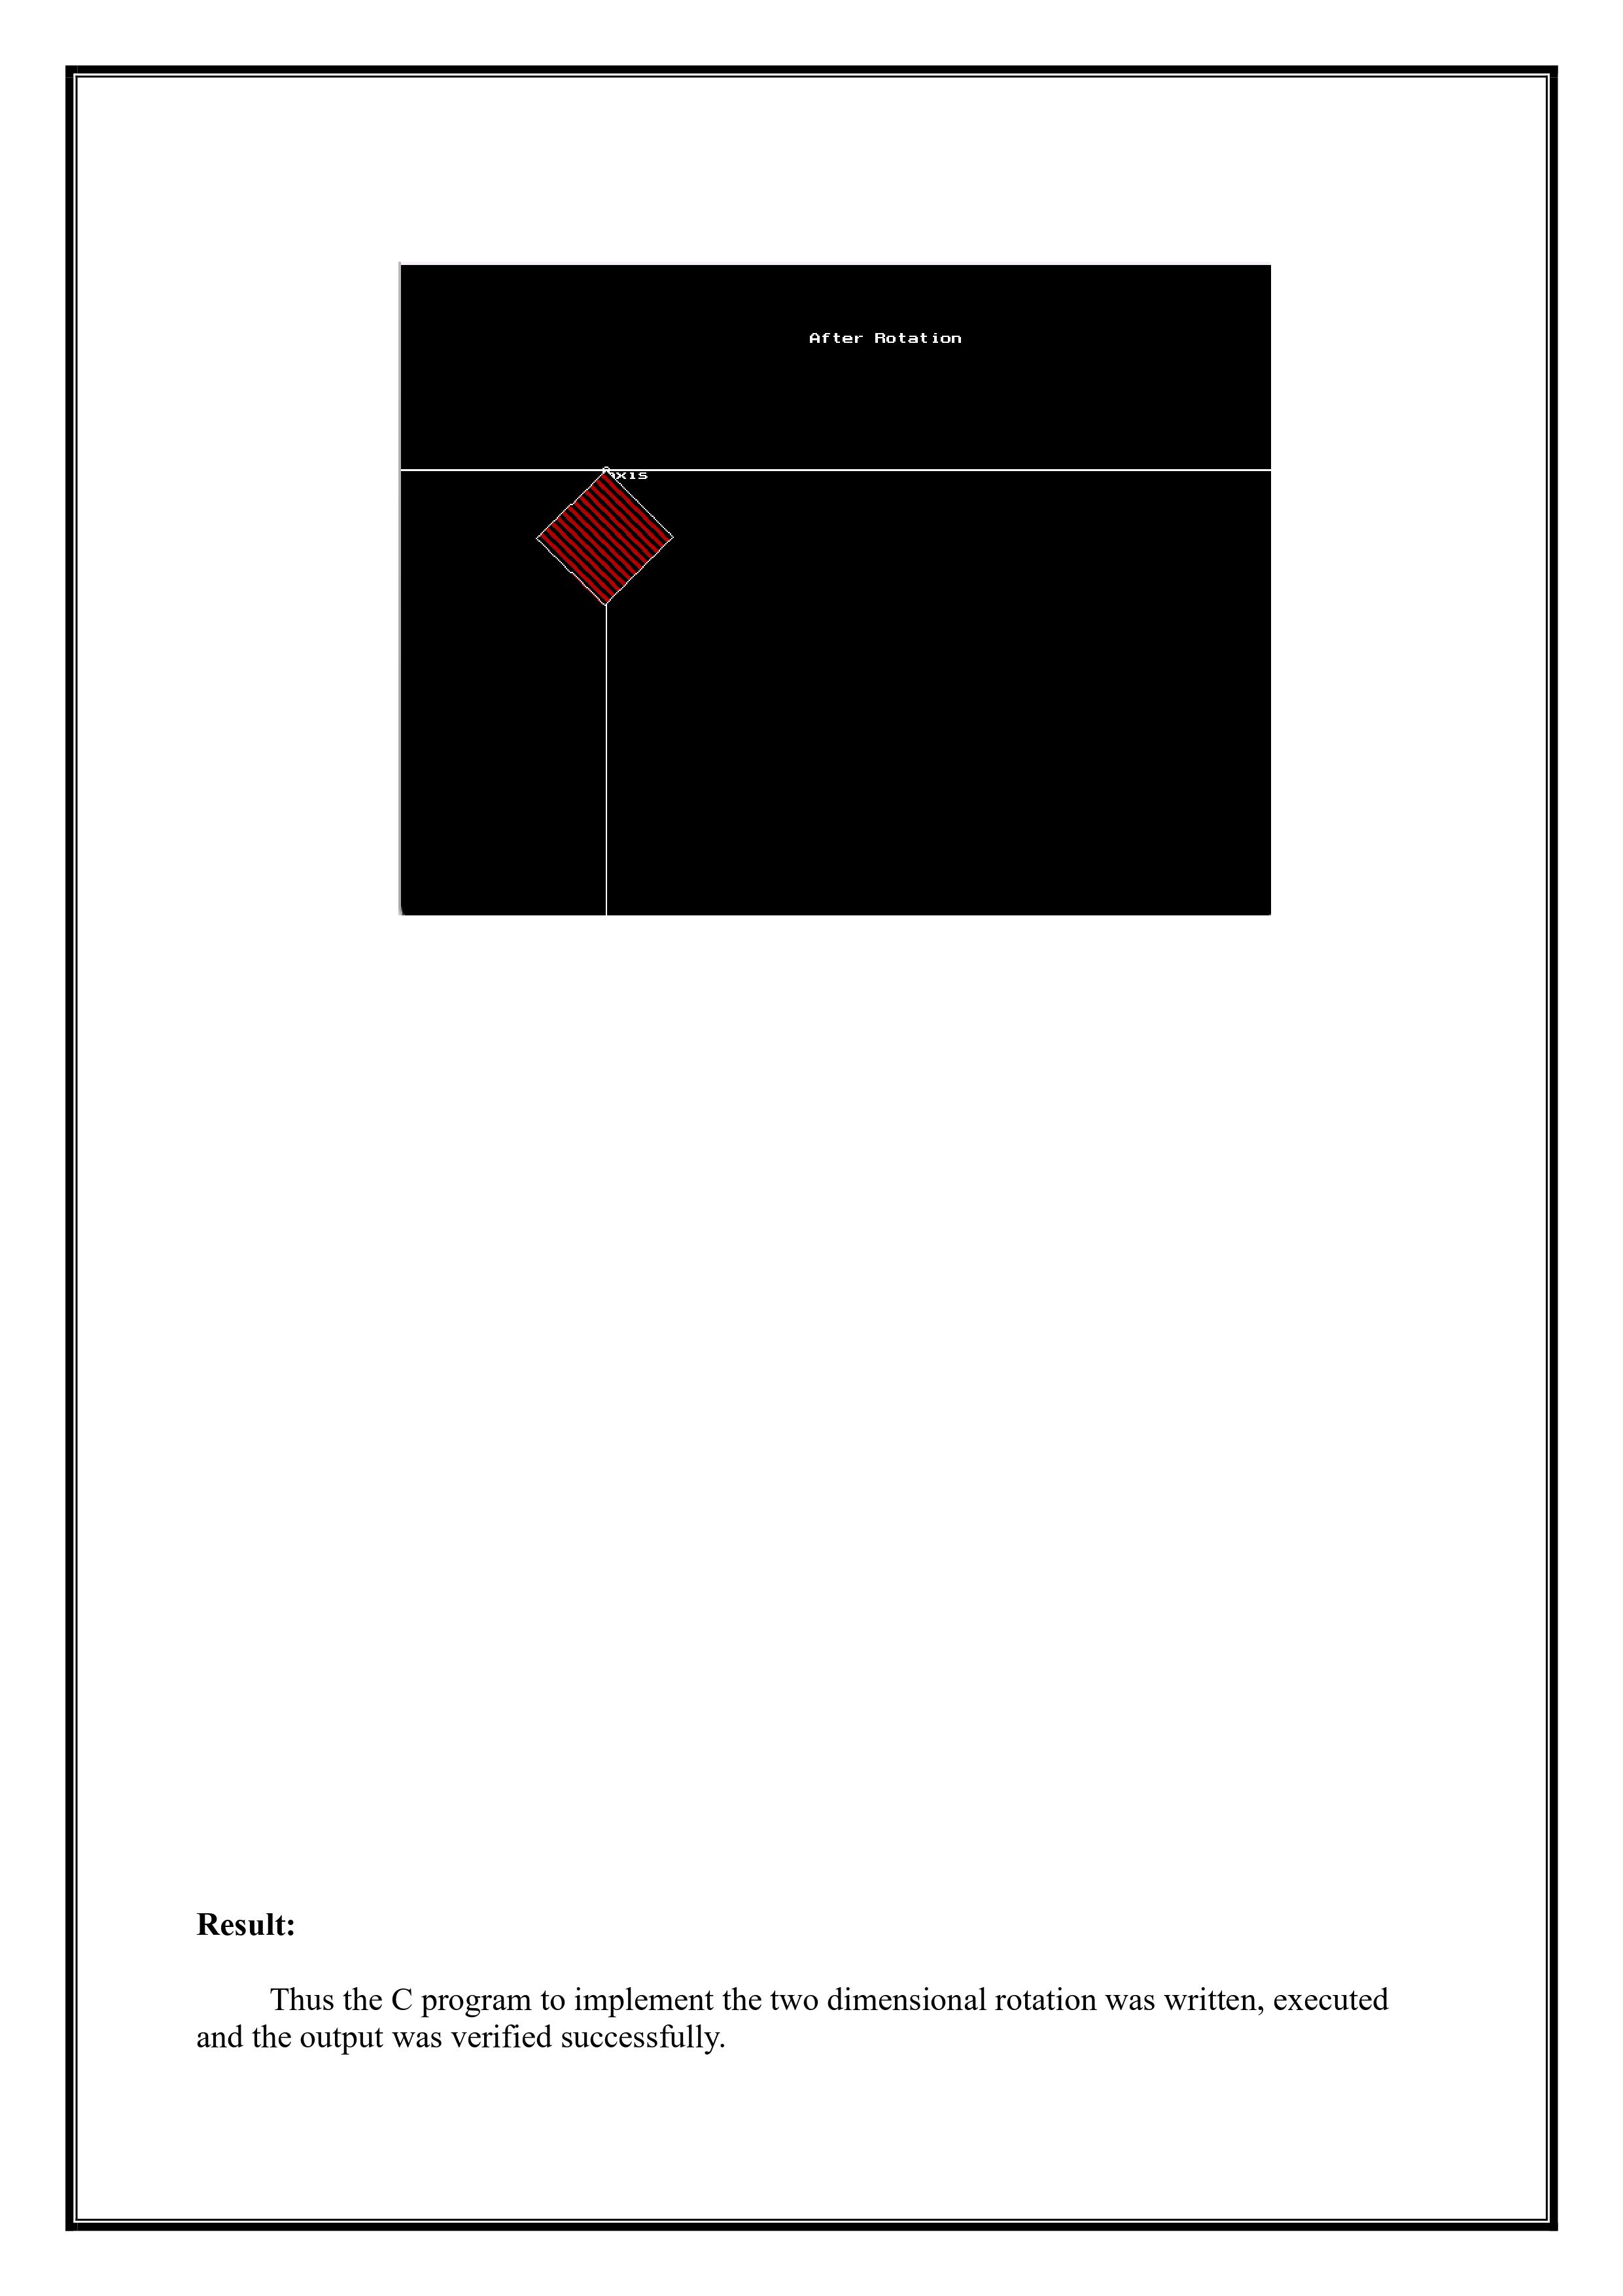 After Rotation
axis
Result:
Thus the C program to implement the two dimensional rotation was written, executed
and the output was verified successfully.